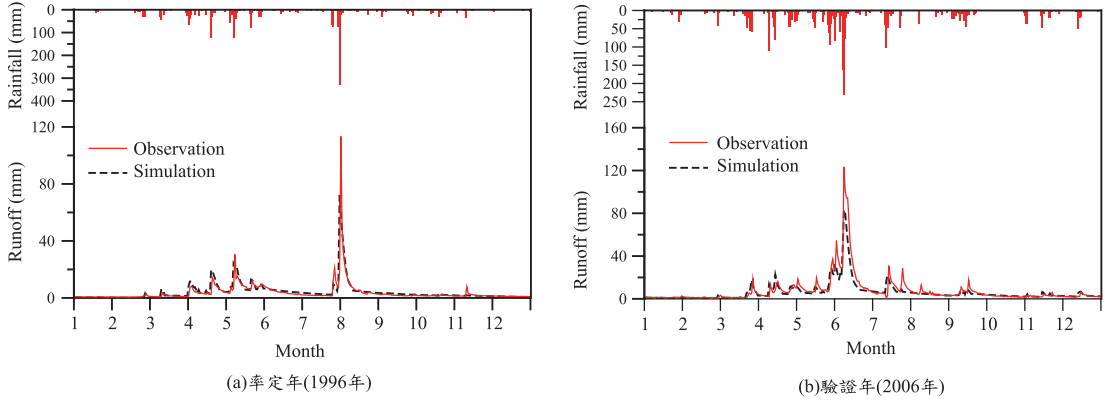 Rainfall (mm)
0
100
200
300
400
Runoff (mm)
120
80
40
0
Observation
Simulation
1 2 3 4 5 6 7 8 9 10 11 12
Month
(a)率定年(1996年)
Rainfall (mm)
0
50
100
150
200
250
Runoff (mm)
160
120
80
40
0
Observation
Simulation
1 2 3 4 5 6 7 8 9 10 11 12
Month
(b)驗證年(2006年)